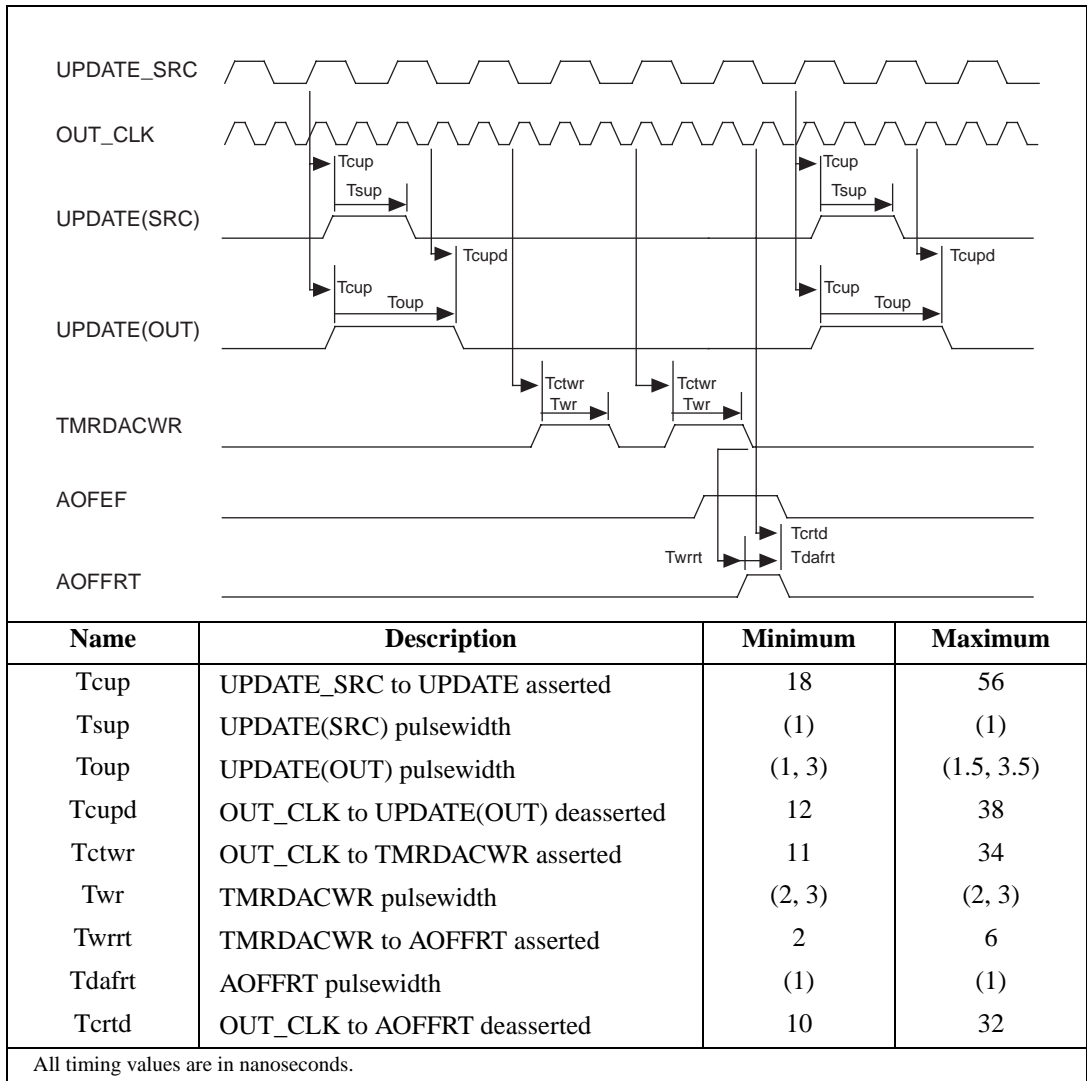 UPDATE_SRC
OUT_CLK
Tcup Tcup
Tsup Tsup
UPDATE(SRC)
Tcupd Tcupd
Tcup Tcup
Toup Toup
UPDATE(OUT)
Tctwr Tctwr
Twr Twr
TMRDACWR
AOFEF
Tcrtd
Twrrt Tdafrt
AOFFRT
Name Description Minimum Maximum
Tcup UPDATE_SRC to UPDATE asserted 18 56
Tsup UPDATE(SRC) pulsewidth (1) (1)
Toup UPDATE(OUT) pulsewidth (1, 3) (1.5, 3.5)
Tcupd OUT_CLK to UPDATE(OUT) deasserted 12 38
Tctwr OUT_CLK to TMRDACWR asserted 11 34
Twr TMRDACWR pulsewidth (2, 3) (2, 3)
Twrrt TMRDACWR to AOFFRT asserted 2 6
Tdafrt AOFFRT pulsewidth (1) (1)
Tcrtd OUT_CLK to AOFFRT deasserted 10 32
All timing values are in nanoseconds.